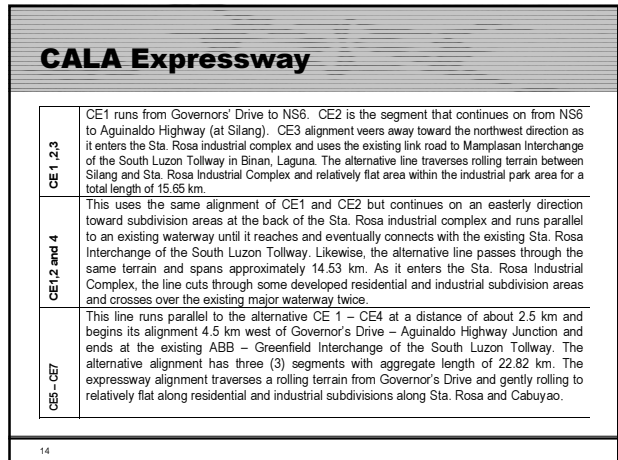 CALA Expressway
CE 1 ,2,3
CE1 runs from Governors' Drive to NS6. CE2 is the segment that continues on from NS6
to Aguinaldo Highway (at Silang). CE3 alignment veers away toward the northwest direction as
it enters the Sta. Rosa industrial complex and uses the existing link road to Mamplasan Interchange
of the South Luzon Tollway in Binan, Laguna. The alternative line traverses rolling terrain between
Silang and Sta. Rosa Industrial Complex and relatively flat area within the industrial park area for a
total length of 15.65 km.
CE1,2 and 4
This uses the same alignment of CE1 and CE2 but continues on an easterly direction
toward subdivision areas at the back of the Sta. Rosa industrial complex and runs parallel
to an existing waterway until it reaches and eventually connects with the existing Sta. Rosa
Interchange of the South Luzon Tollway. Likewise, the alternative line passes through the
same terrain and spans approximately 14.53 km. As it enters the Sta. Rosa Industrial
Complex, the line cuts through some developed residential and industrial subdivision areas
and crosses over the existing major waterway twice.
CE5 – CE7
This line runs parallel to the alternative CE 1 – CE4 at a distance of about 2.5 km and
begins its alignment 4.5 km west of Governor's Drive – Aguinaldo Highway Junction and
ends at the existing ABB – Greenfield Interchange of the South Luzon Tollway. The
alternative alignment has three (3) segments with aggregate length of 22.82 km. The
expressway alignment traverses a rolling terrain from Governor's Drive and gently rolling to
relatively flat along residential and industrial subdivisions along Sta. Rosa and Cabuyao.
14